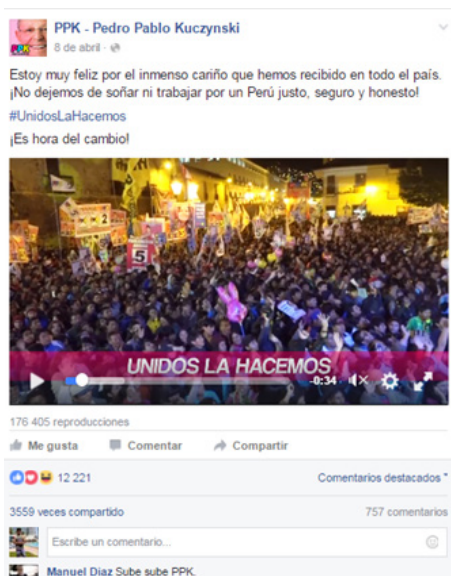 PPK - Pedro Pablo Kuczynski
8 de abril ·
Estoy muy feliz por el inmenso cariño que hemos recibido en todo el país.
¡No dejemos de soñar ni trabajar por un Perú justo, seguro y honesto!
#UnidosLaHacemos
¡Es hora del cambio!
5
UNIDOS LA HACEMOS
-0:34
176 405 reproducciones
Me gusta Comentar Compartir
12 221 Comentarios destacados
3559 veces compartido 757 comentarios
Escribe un comentario...
Manuel Diaz Sube sube PPK.